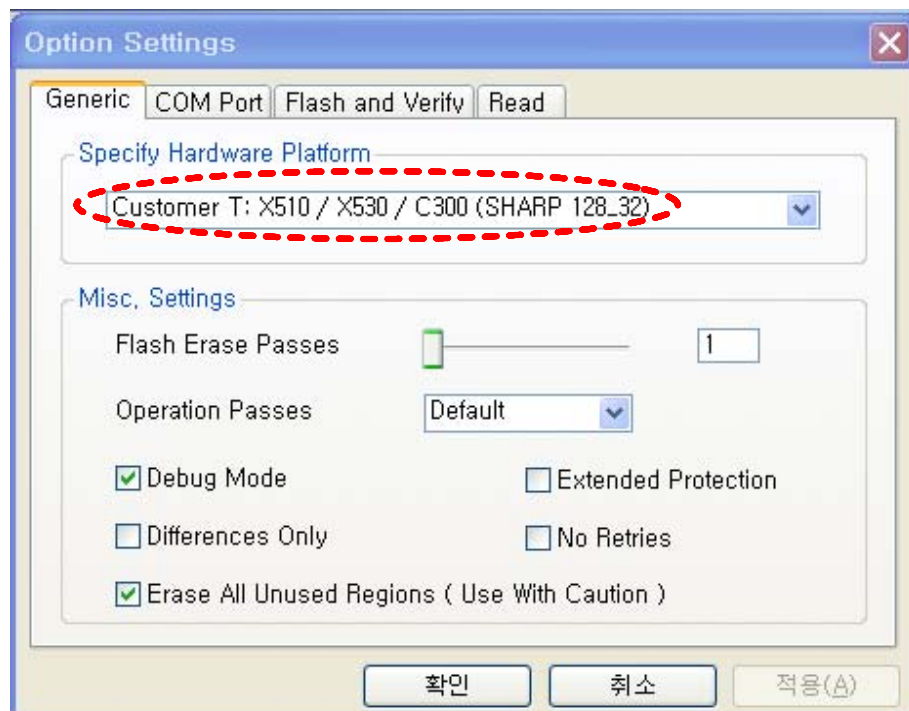 Option Settings
Generic COM Port Flash and Verify Read
Specify Hardware Platform
Customer T: X510 / X530 / C300 (SHARP 128_32)
Misc, Settings
Flash Erase Passes 1
Operation Passes Default
Debug Mode Extended Protection
Differences Only No Retries
Erase All Unused Regions ( Use With Caution )
확인 취소 적용(A)